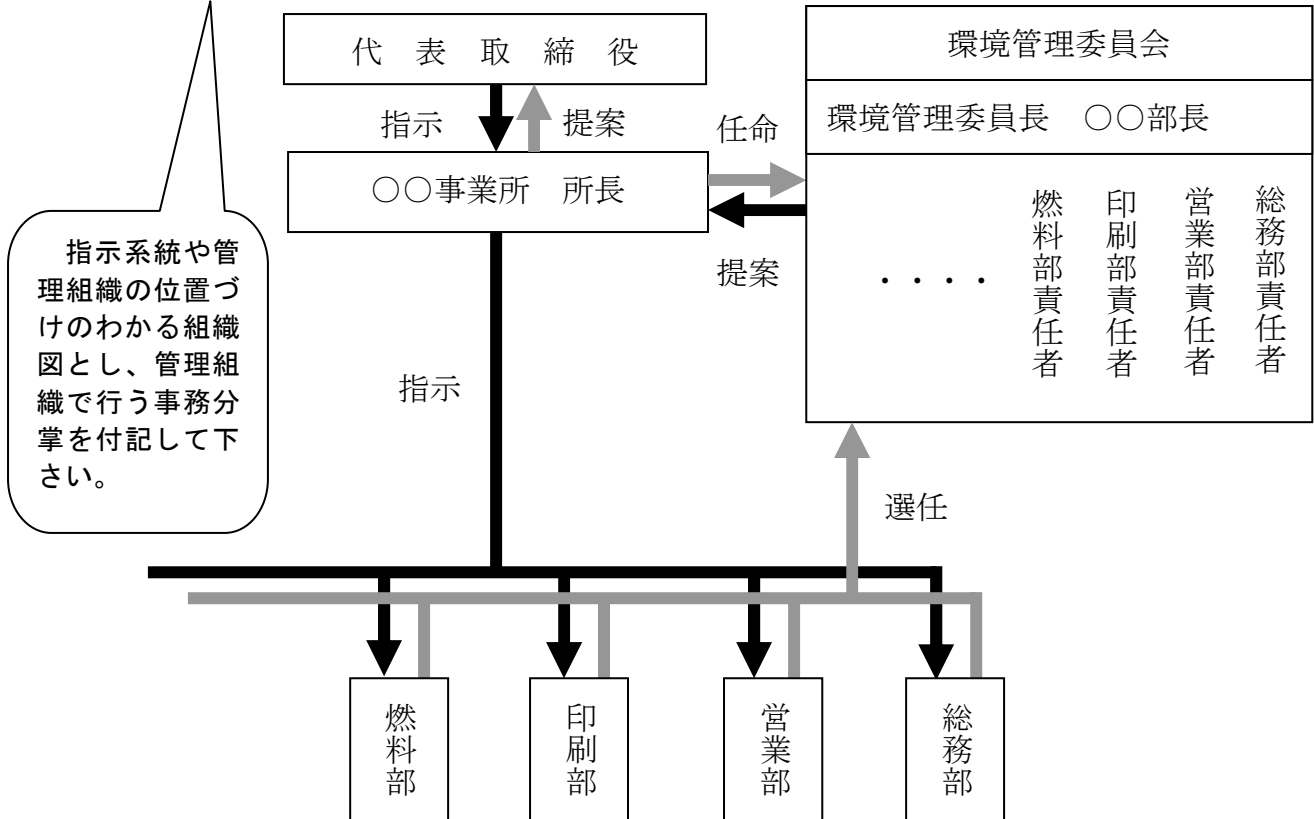 代　表　取　締　役
指示
提案
○○事業所　所長
任命
提案
環境管理委員会
環境管理委員長　○○部長
総務部責任者
営業部責任者
印刷部責任者
燃料部責任者
・・・・
指示系統や管
理組織の位置づ
けのわかる組織
図とし、管理組
織で行う事務分
掌を付記して下
さい。
指示
選任
燃料部
印刷部
営業部
総務部